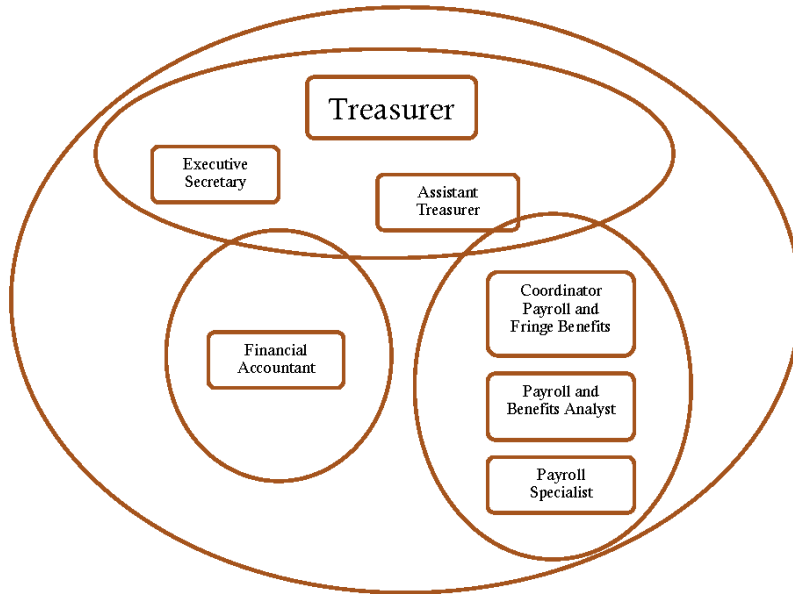 Treasurer
Executive
Secretary
Assistant
Treasurer
Coordinator
Payroll and
Fringe Benefits
Financial
Accountant
Payroll and
Benefits Analyst
Payroll
Specialist